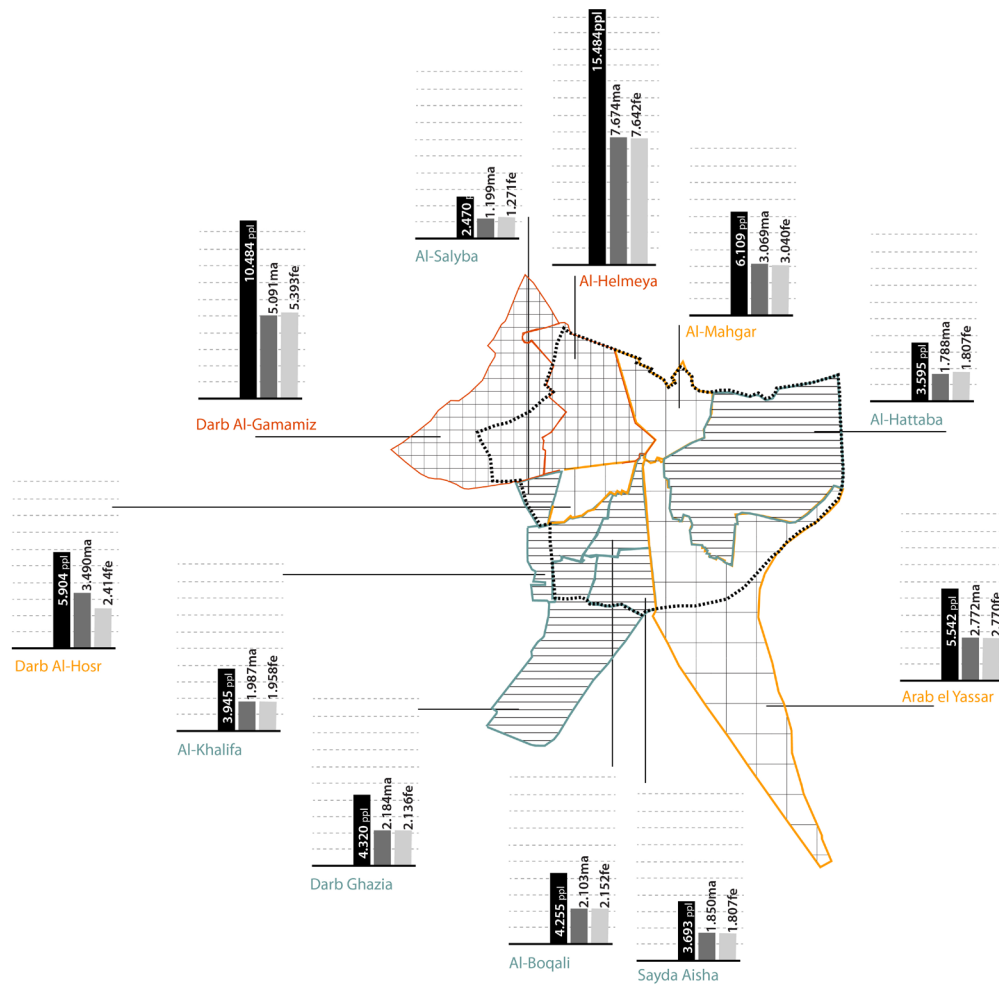 15.484ppl
7.674ma
7.642fe
Al-Helmeya
2.470
1.199ma
1.271fe
Al-Salyba
6.109 ppl
3.069ma
3.040fe
Al-Mahgar
10.484 ppl
5.091ma
5.393fe
Darb Al-Gamamiz
3.595 ppl
1.788ma
1.807fe
Al-Hattaba
5.904 ppl
3.490ma
2.414fe
Darb Al-Hosr
3.945 ppl
1.987ma
1.958fe
Al-Khalifa
5.542 ppl
2.772ma
2.770fe
Arab el Yassar
4.320 ppl
2.184ma
2.136fe
Darb Ghazia
4.255 ppl
2.103ma
2.152fe
Al-Boqali
3.693 ppl
1.850ma
1.807fe
Sayda Aisha